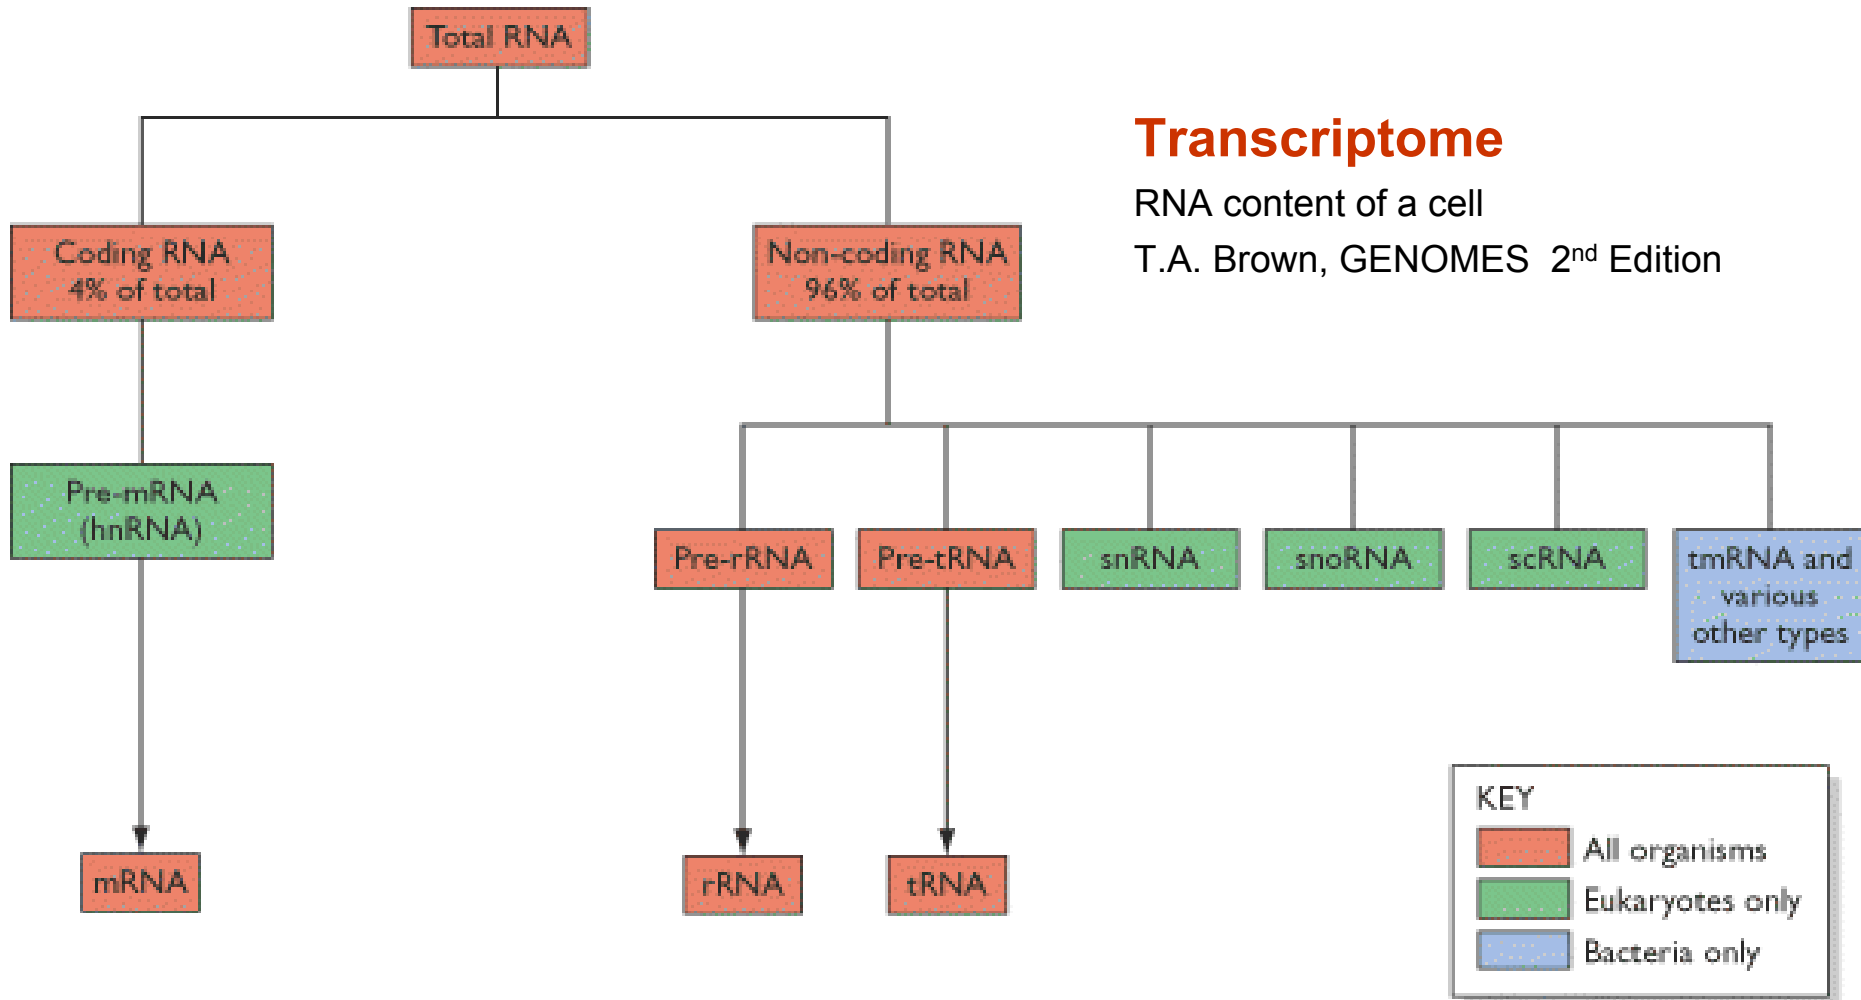 Total RNA
Transcriptome
RNA content of a cell
T.A. Brown, GENOMES 2nd Edition
Coding RNA
4% of total
Non-coding RNA
96% of total
Pre-mRNA
(hnRNA)
Pre-rRNA
Pre-tRNA
snRNA
snoRNA
scRNA
tmRNA and
various
other types
mRNA
rRNA
tRNA
KEY
All organisms
Eukaryotes only
Bacteria only